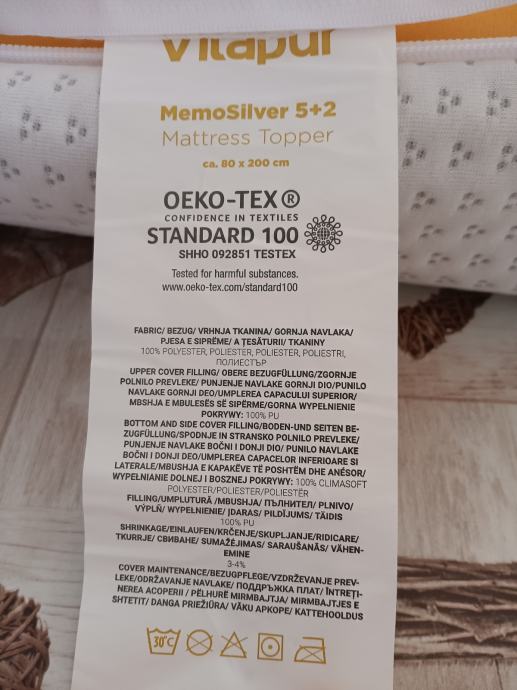 Vitapur
MemoSilver 5+2
Mattress Topper
ca. 80 x 200 cm
OEKO-TEX®
CONFIDENCE IN TEXTILES
STANDARD 100
SHHO 092851 TESTEX
Tested for harmful substances.
www.oeko-tex.com/standard100
FABRIC/ BEZUG/ VRHNJA TKANINA/ GORNJA NAVLAKA/
PJESA E SIPRËME/ A ȚESĂTURII/ TKANINY
100% POLYESTER, POLIESTER, POLIESTER, POLIESTRI,
ПОЛИЕСТЪР
UPPER COVER FILLING/ OBERE BEZUGFÜLLUNG/ZGORNJE
POLNILO PREVLEKE/ PUNJENJE NAVLAKE GORNJI DIO/PUNILO
NAVLAKE GORNJI DEO/UMPLEREA CAPACULUI SUPERIOR/
MBSHJA E MBULESËS SË SIPËRME/GORNA WYPEŁNIENIE
POKRYWY: 100% PU
BOTTOM AND SIDE COVER FILLING/BODEN-UND SEITEN BE-
ZUGFÜLLUNG/SPODNJE IN STRANSKO POLNILO PREVLEKE/
PUNJENJE NAVLAKE BOČNI I DONJI DIO/ PUNILO NAVLAKE
BOČNI I DONJI DEO/UMPLEREA CAPACELOR INFERIOARE SI
LATERALE/MBUSHJA E KAPAKËVE TË POSHTËM DHE ANËSOR/
WYPEŁNIANIE DOLNEJ I BOSZNEJ POKRYWY: 100% CLIMASOFT
POLYESTER/POLIESTER/POLIESTËR
FILLING/UMPLUTURĂ /MBUSHJA/ ПЪЛНИТЕЛ/ PLNIVO/
VÝPLŇ/ WYPEŁNIENIE/ ĮDARAS/ PILDĪJUMS/ TÄIDIS
100% PU
SHRINKAGE/EINLAUFEN/KRČENJE/SKUPLJANJE/RIDICARE/
TKURRJE/ СВИВАНЕ/ SUMAŽĖJIMAS/ SARAUŠANĀS/ VÄHEN-
EMINE
3-4%
COVER MAINTENANCE/BEZUGPFLEGE/VZDRŽEVANJE PREV-
LEKE/ODRŽAVANJE NAVLAKE/ ПОДДРЪЖКА ПЛАТ/ ÎNTREȚI-
NEREA ACOPERII / PËLHURË MIRMBAJTJA/ MIRMBAJTJES E
SHTETIT/ DANGA PRIEŽIŪRA/ VĀKU APKOPE/ KATTEHOOLDUS
30°C